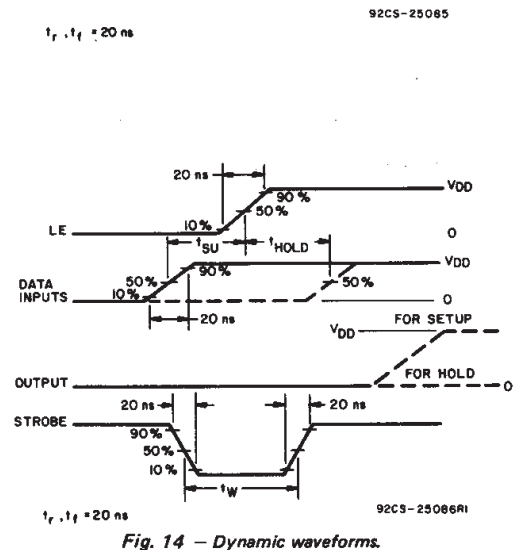 92CS-25085
tr , tf = 20 ns
20 ns
VDD
90%
50%
10%
LE
0
tSU
tHOLD
VDD
90%
50%
50%
DATA
INPUTS
10%
0
20 ns
VDD
FOR SETUP
FOR HOLD
OUTPUT
0
20 ns
20 ns
STROBE
90%
50%
10%
tW
tr , tf = 20 ns
92CS-25086R1
Fig. 14 – Dynamic waveforms.